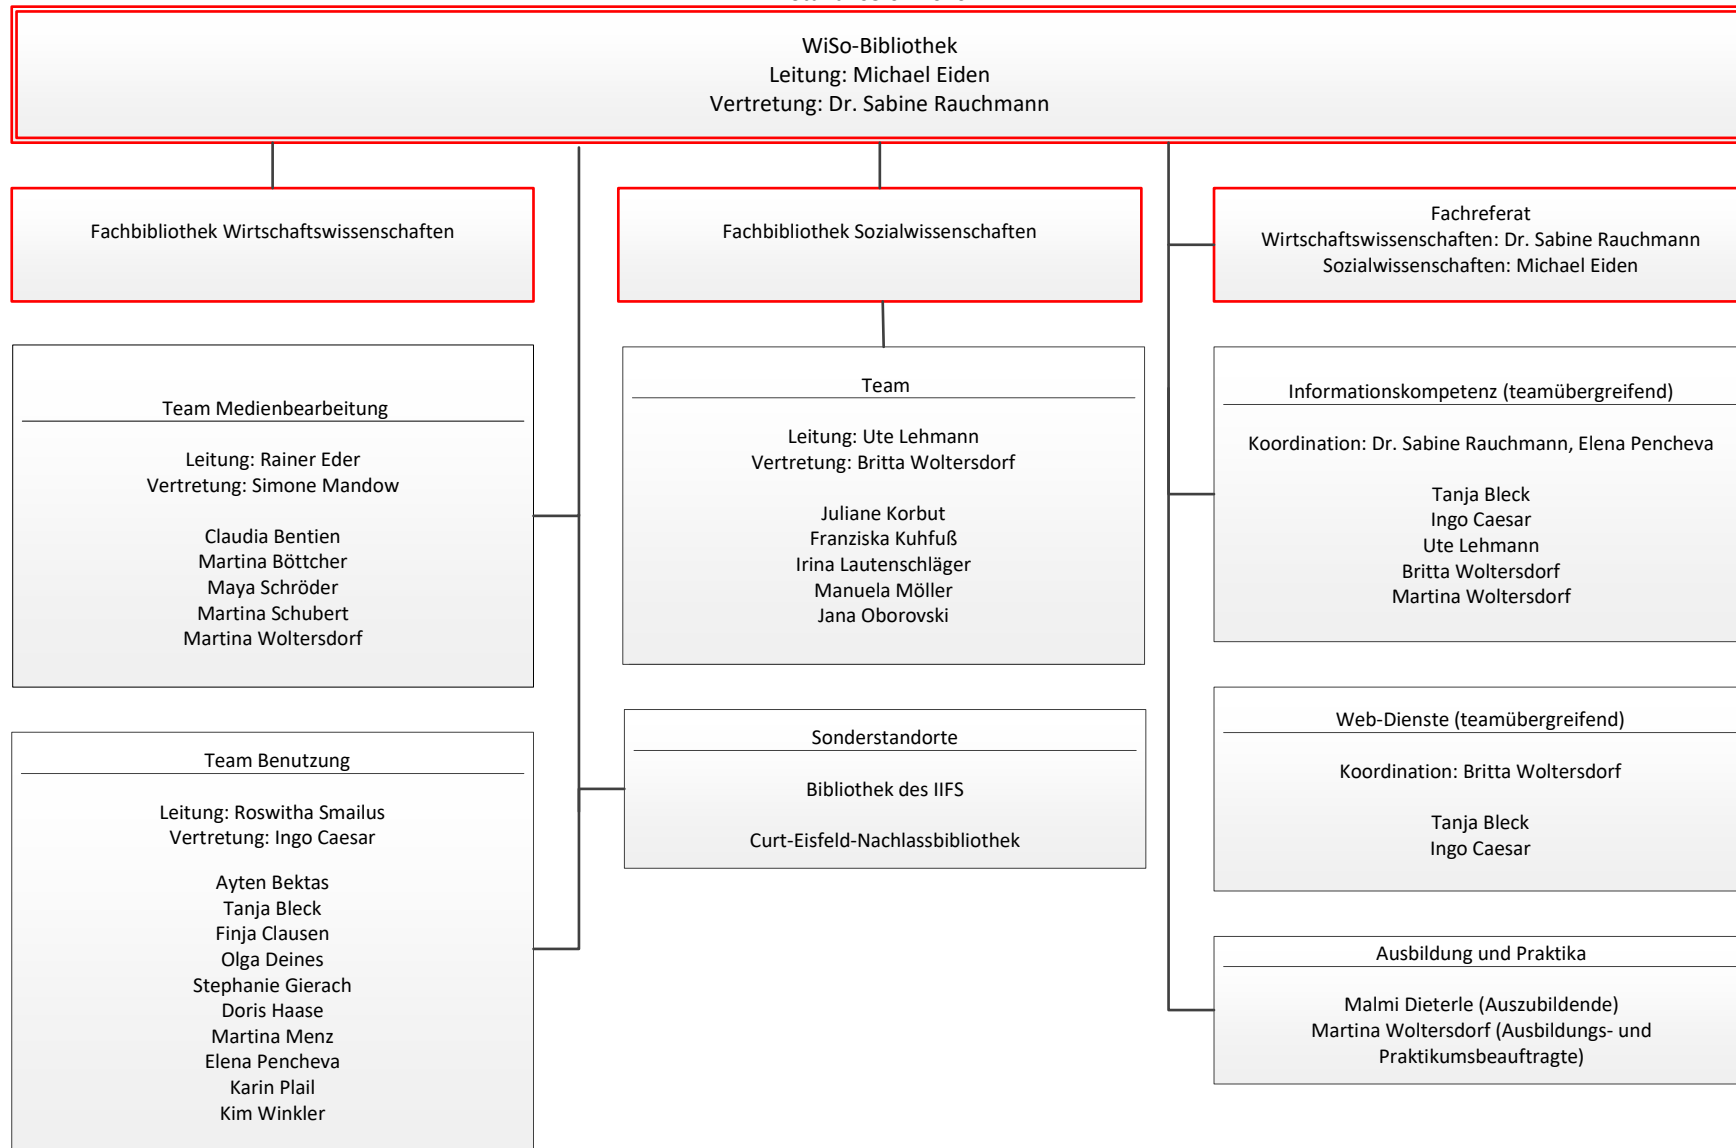 WiSo-Bibliothek
Leitung: Michael Eiden
Vertretung: Dr. Sabine Rauchmann
Fachbibliothek Wirtschaftswissenschaften
Fachbibliothek Sozialwissenschaften
Fachreferat
Wirtschaftswissenschaften: Dr. Sabine Rauchmann
Sozialwissenschaften: Michael Eiden
Team Medienbearbeitung
Leitung: Rainer Eder
Vertretung: Simone Mandow
Claudia Bentien
Martina Böttcher
Maya Schröder
Martina Schubert
Martina Woltersdorf
Team
Leitung: Ute Lehmann
Vertretung: Britta Woltersdorf
Juliane Korbut
Franziska Kuhfuß
Irina Lautenschläger
Manuela Möller
Jana Oborovski
Informationskompetenz (teamübergreifend)
Koordination: Dr. Sabine Rauchmann, Elena Pencheva
Tanja Bleck
Ingo Caesar
Ute Lehmann
Britta Woltersdorf
Martina Woltersdorf
Team Benutzung
Leitung: Roswitha Smailus
Vertretung: Ingo Caesar
Ayten Bektas
Tanja Bleck
Finja Clausen
Olga Deines
Stephanie Gierach
Doris Haase
Martina Menz
Elena Pencheva
Karin Plail
Kim Winkler
Sonderstandorte
Bibliothek des IIFS
Curt-Eisfeld-Nachlassbibliothek
Web-Dienste (teamübergreifend)
Koordination: Britta Woltersdorf
Tanja Bleck
Ingo Caesar
Ausbildung und Praktika
Malmi Dieterle (Auszubildende)
Martina Woltersdorf (Ausbildungs- und
Praktikumsbeauftragte)